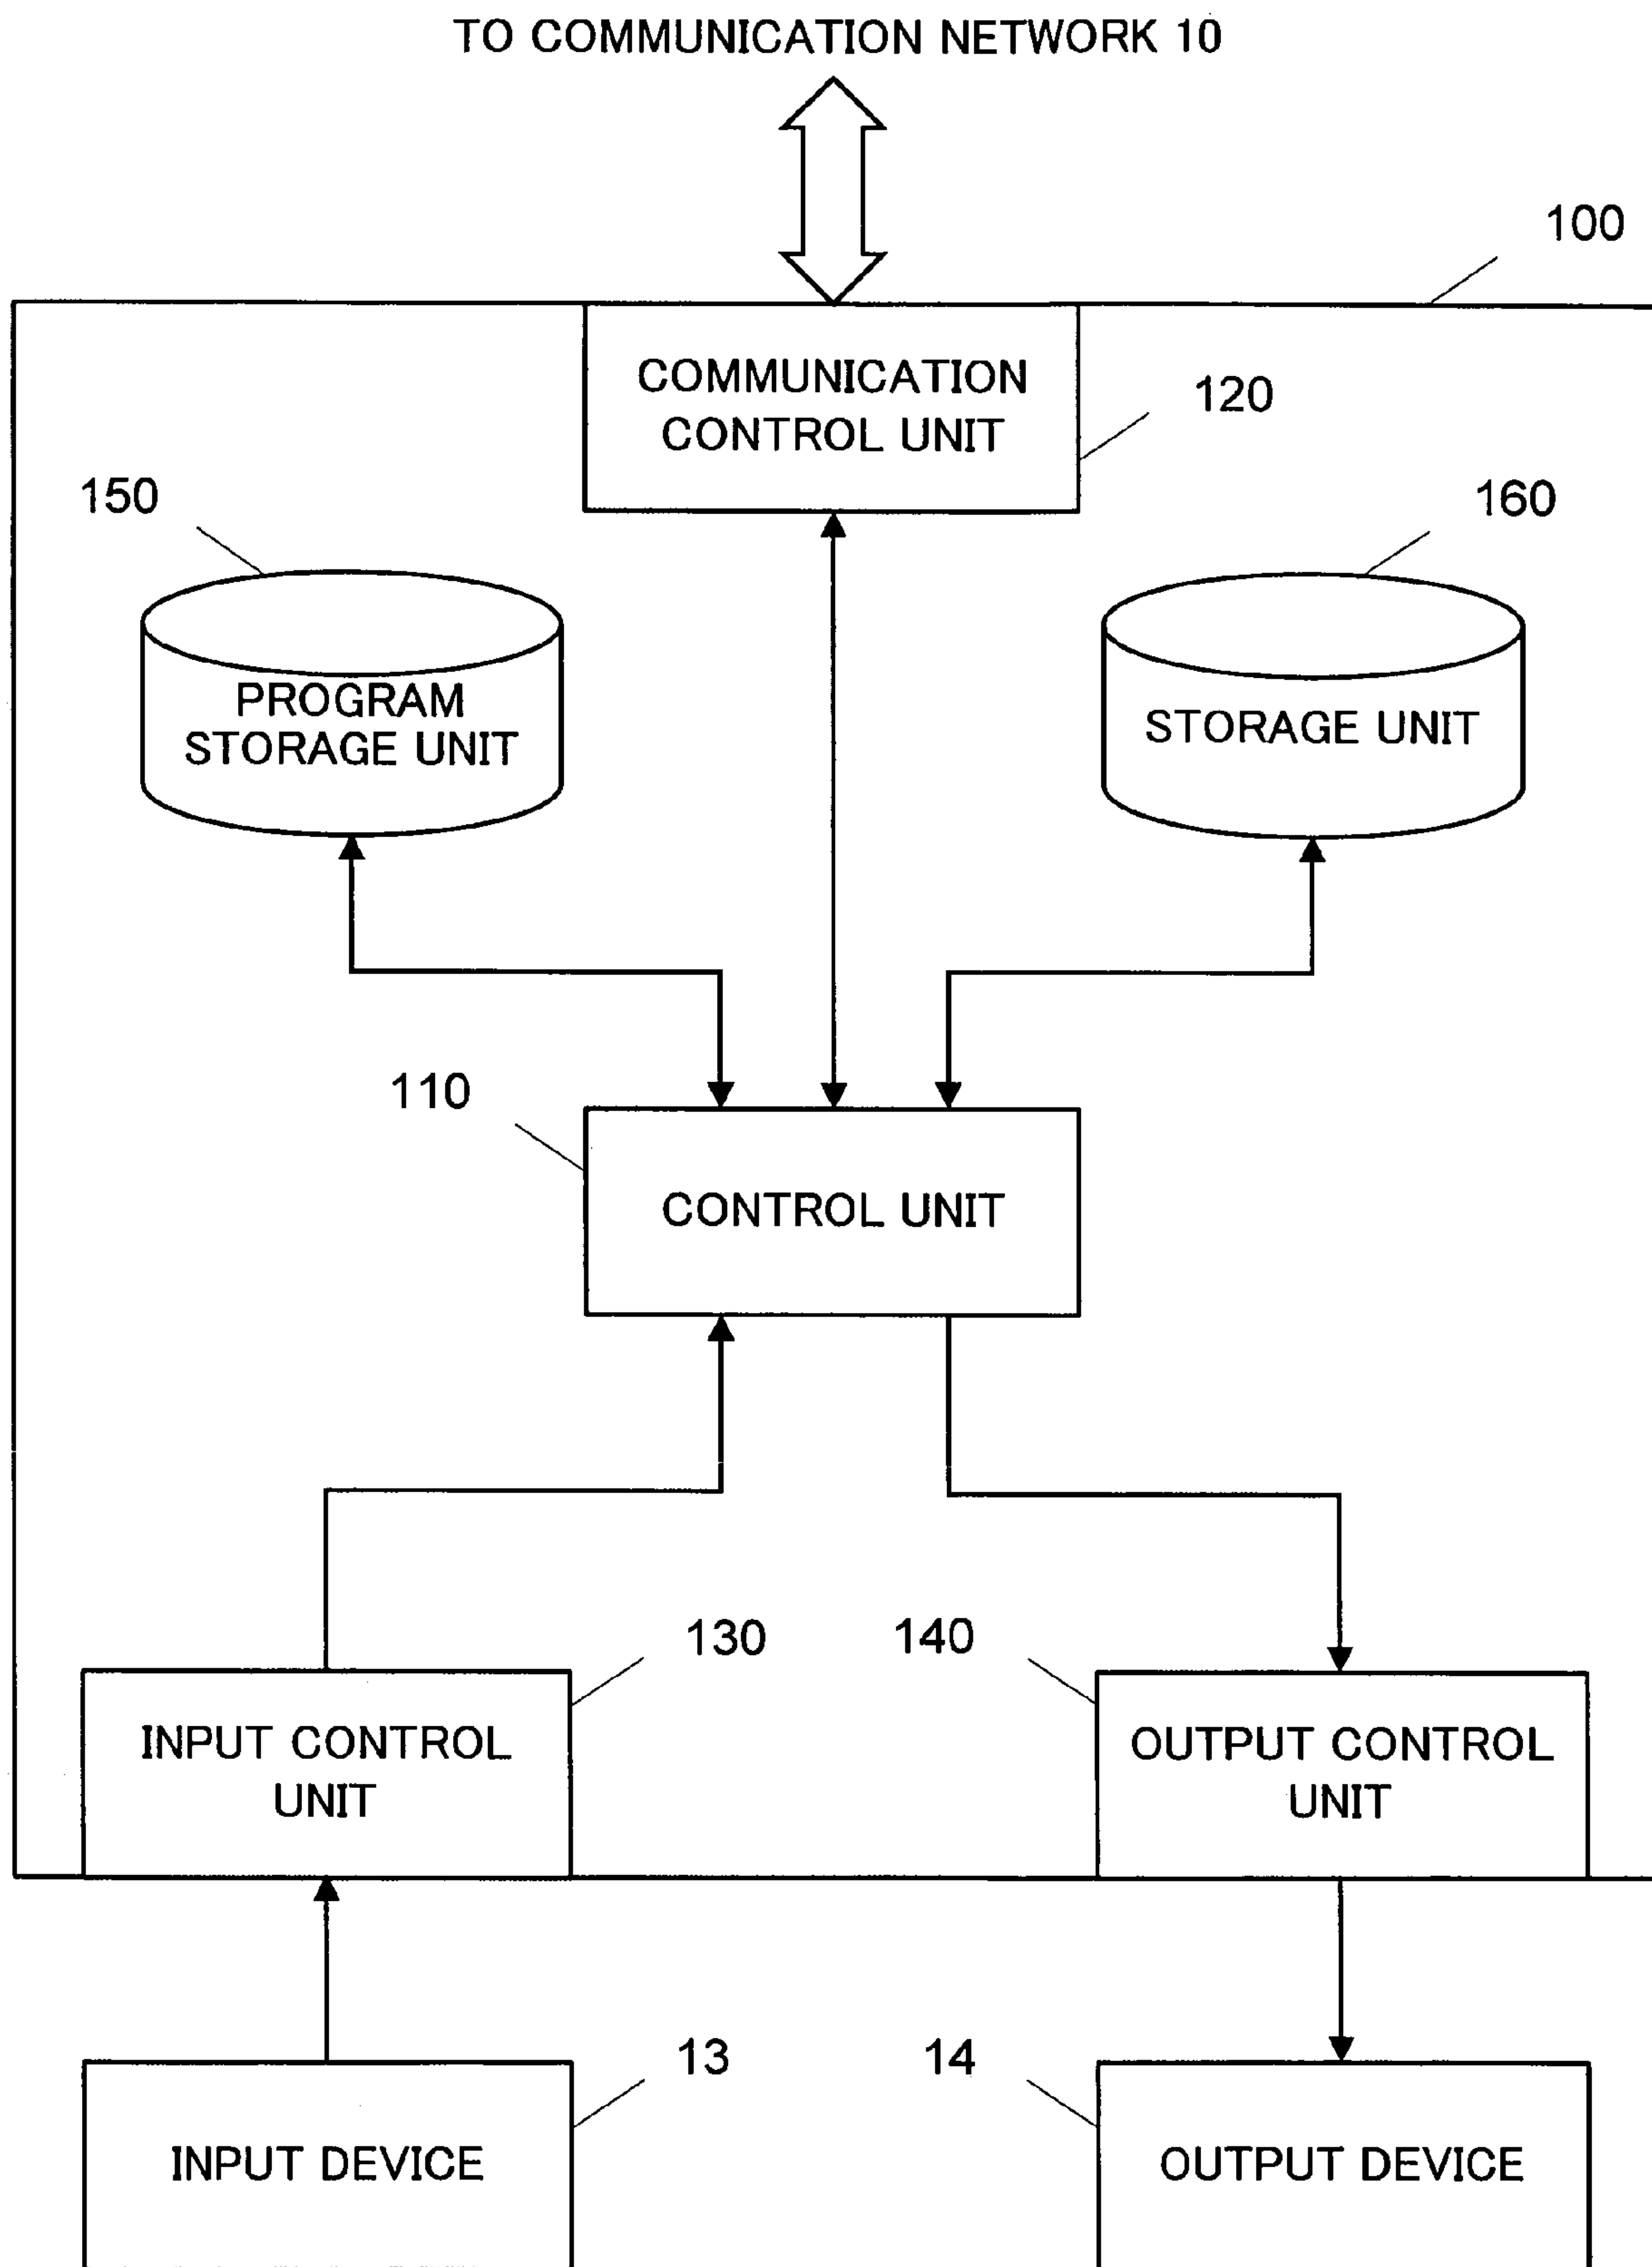 TO COMMUNICATION NETWORK 10
100
COMMUNICATION
CONTROL UNIT
120
150
160
PROGRAM
STORAGE UNIT
STORAGE UNIT
110
CONTROL UNIT
130
140
INPUT CONTROL
UNIT
OUTPUT CONTROL
UNIT
13
14
INPUT DEVICE
OUTPUT DEVICE